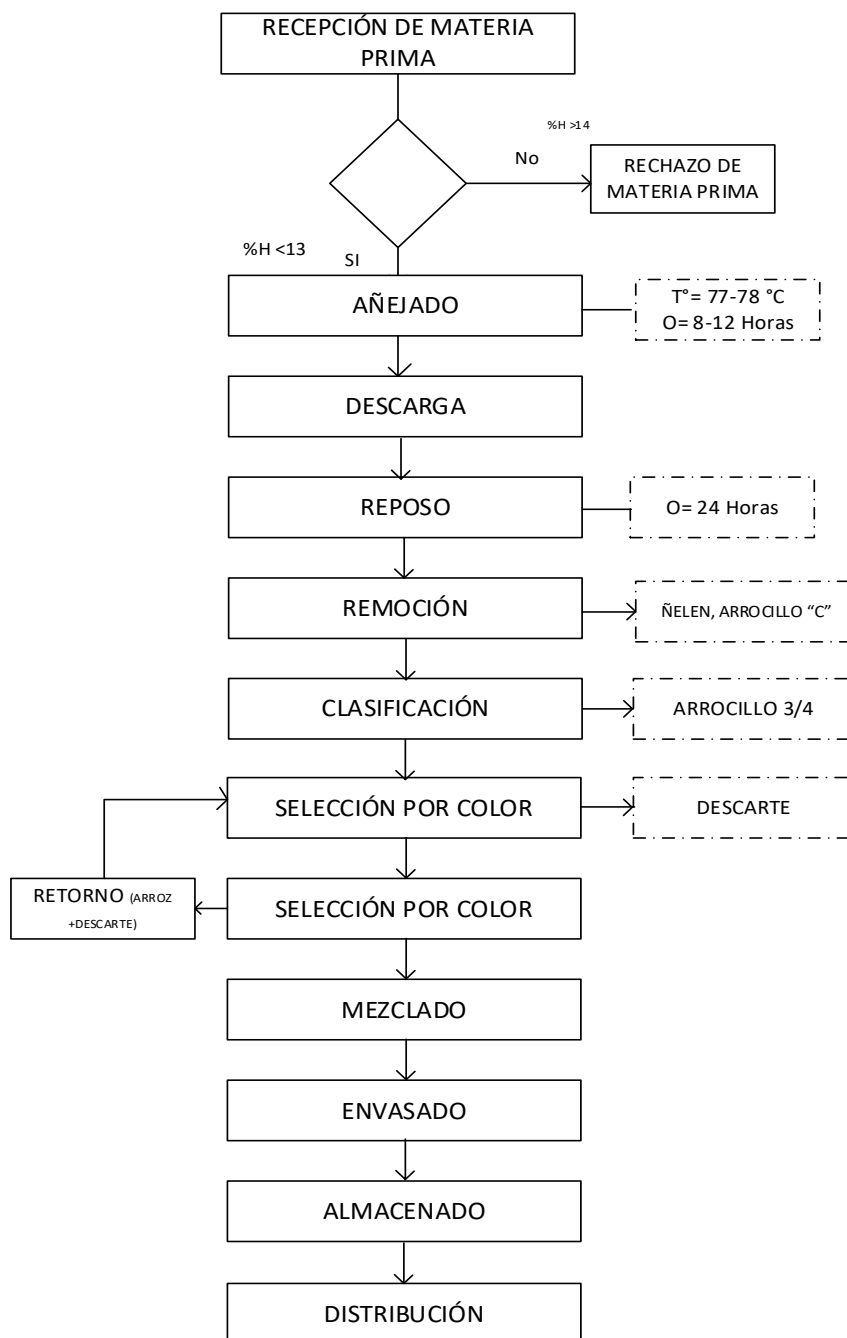 RECEPCIÓN DE MATERIA
PRIMA
%H >14
No
RECHAZO DE
MATERIA PRIMA
%H <13
SI
AÑEJADO
T°= 77-78 °C
O= 8-12 Horas
DESCARGA
REPOSO
O= 24 Horas
REMOCIÓN
ÑELEN, ARROCILLO “C”
CLASIFICACIÓN
ARROCILLO 3/4
SELECCIÓN POR COLOR
DESCARTE
RETORNO (ARROZ
+DESCARTE)
SELECCIÓN POR COLOR
MEZCLADO
ENVASADO
ALMACENADO
DISTRIBUCIÓN